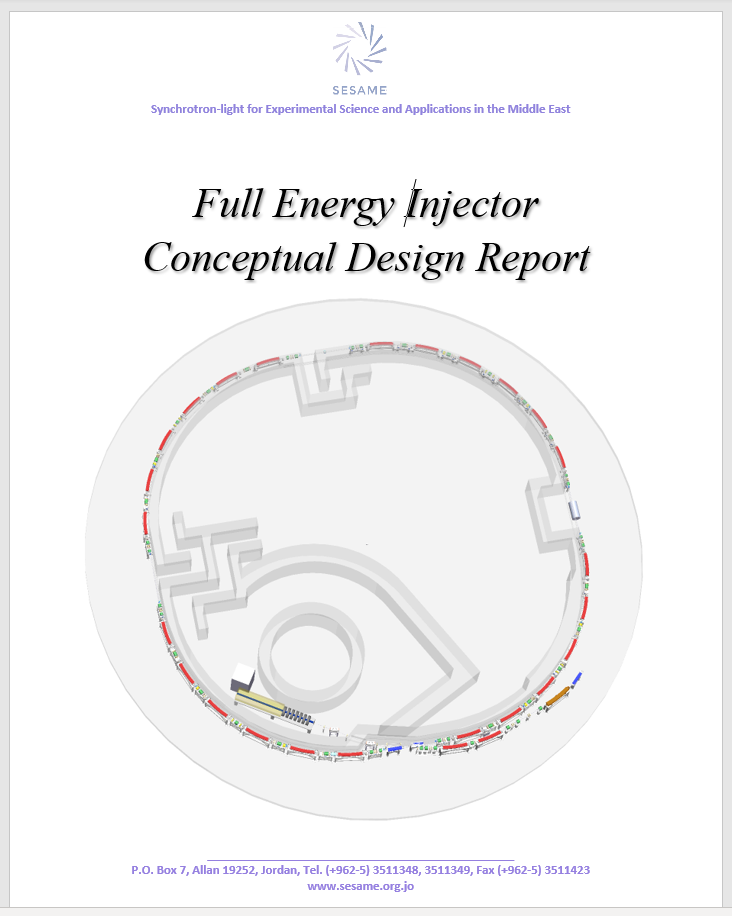 SESAME
Synchrotron-light for Experimental Science and Applications in the Middle East
Full Energy Injector
Conceptual Design Report
P.O. Box 7, Allan 19252, Jordan, Tel. (+962-5) 3511348, 3511349, Fax (+962-5) 3511423
www.sesame.org.jo